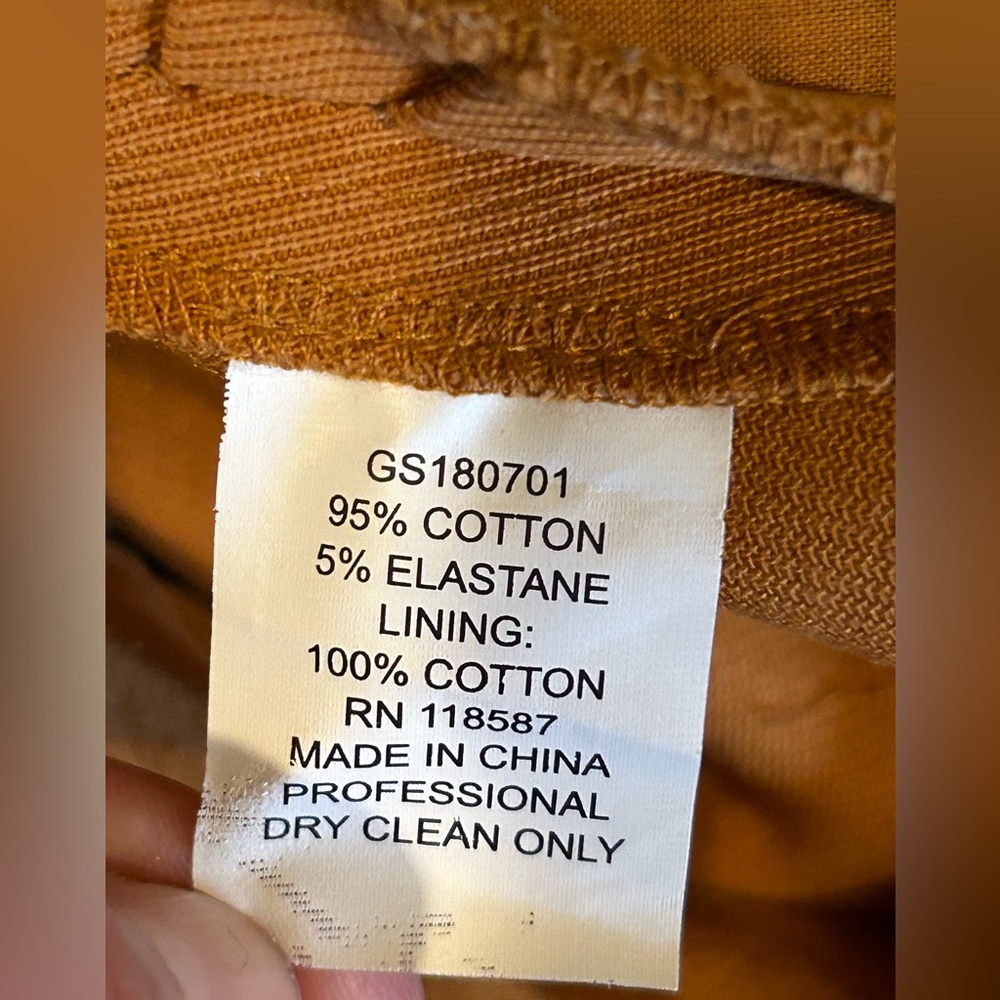 GS180701
95% COTTON
5% ELASTANE
LINING:
100% COTTON
RN 118587
MADE IN CHINA
PROFESSIONAL
DRY CLEAN ONLY